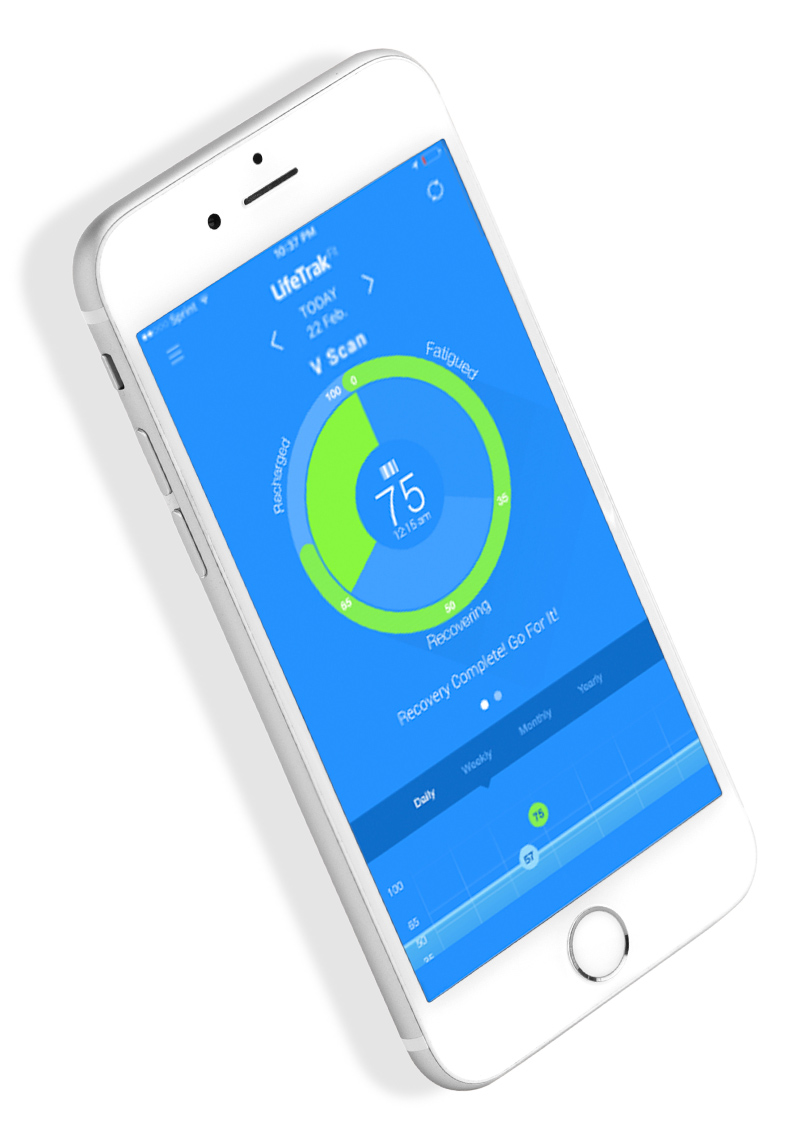 Sprint
10:37 PM
LifeTrak Fit
TODAY
22 Feb.
V Scan
Fatigued
Recharged
100
0
35
75
12:15 am
65
50
Recovering
Recovery Complete! Go For It!
Daily
Weekly
Monthly
Yearly
75
57
100
65
50
35